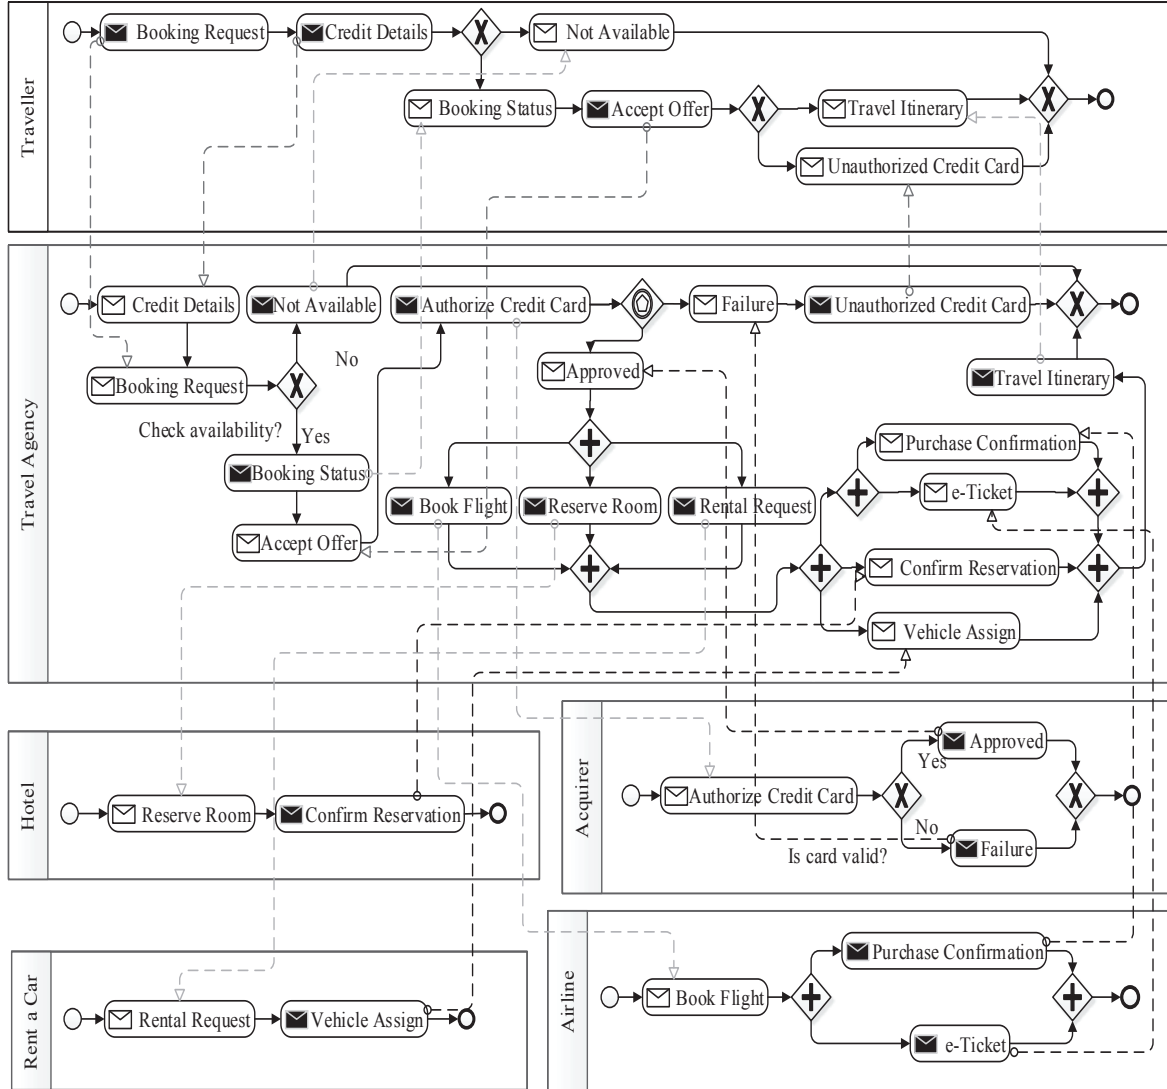 Traveller
Booking Request
Credit Details
Not Available
Booking Status
Accept Offer
Travel Itinerary
Unauthorized Credit Card
Travel Agency
Credit Details
Not Available
Authorize Credit Card
Failure
Unauthorized Credit Card
Booking Request
No
Approved
Travel Itinerary
Check availability?
Yes
Booking Status
Purchase Confirmation
Book Flight
Reserve Room
Rental Request
e-Ticket
Accept Offer
Confirm Reservation
Vehicle Assign
Hotel
Reserve Room
Confirm Reservation
Acquirer
Authorize Credit Card
Yes
Approved
No
Is card valid?
Failure
Rent a Car
Rental Request
Vehicle Assign
Airline
Book Flight
Purchase Confirmation
e-Ticket